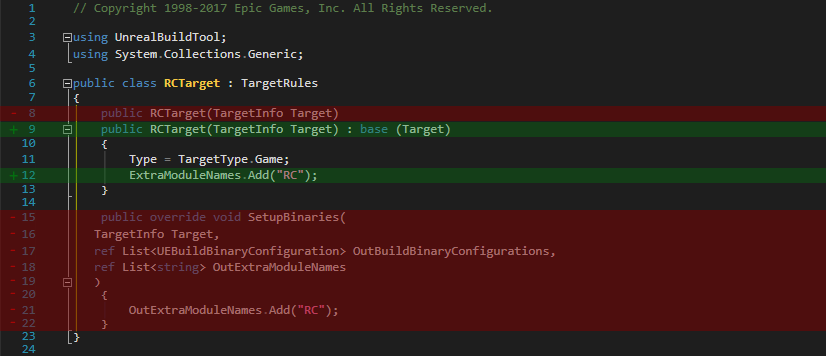 1 // Copyright 1998-2017 Epic Games, Inc. All Rights Reserved.
2
3 using UnrealBuildTool;
4 using System.Collections.Generic;
5
6 public class RCTarget : TargetRules
7 {
- 8 public RCTarget(TargetInfo Target)
+ 9 public RCTarget(TargetInfo Target) : base (Target)
10 {
11 Type = TargetType.Game;
+ 12 ExtraModuleNames.Add("RC");
13 }
14
- 15 public override void SetupBinaries(
- 16 TargetInfo Target,
- 17 ref List<UEBuildBinaryConfiguration> OutBuildBinaryConfigurations,
- 18 ref List<string> OutExtraModuleNames
- 19 )
- 20 {
- 21 OutExtraModuleNames.Add("RC");
- 22 }
23 }
24